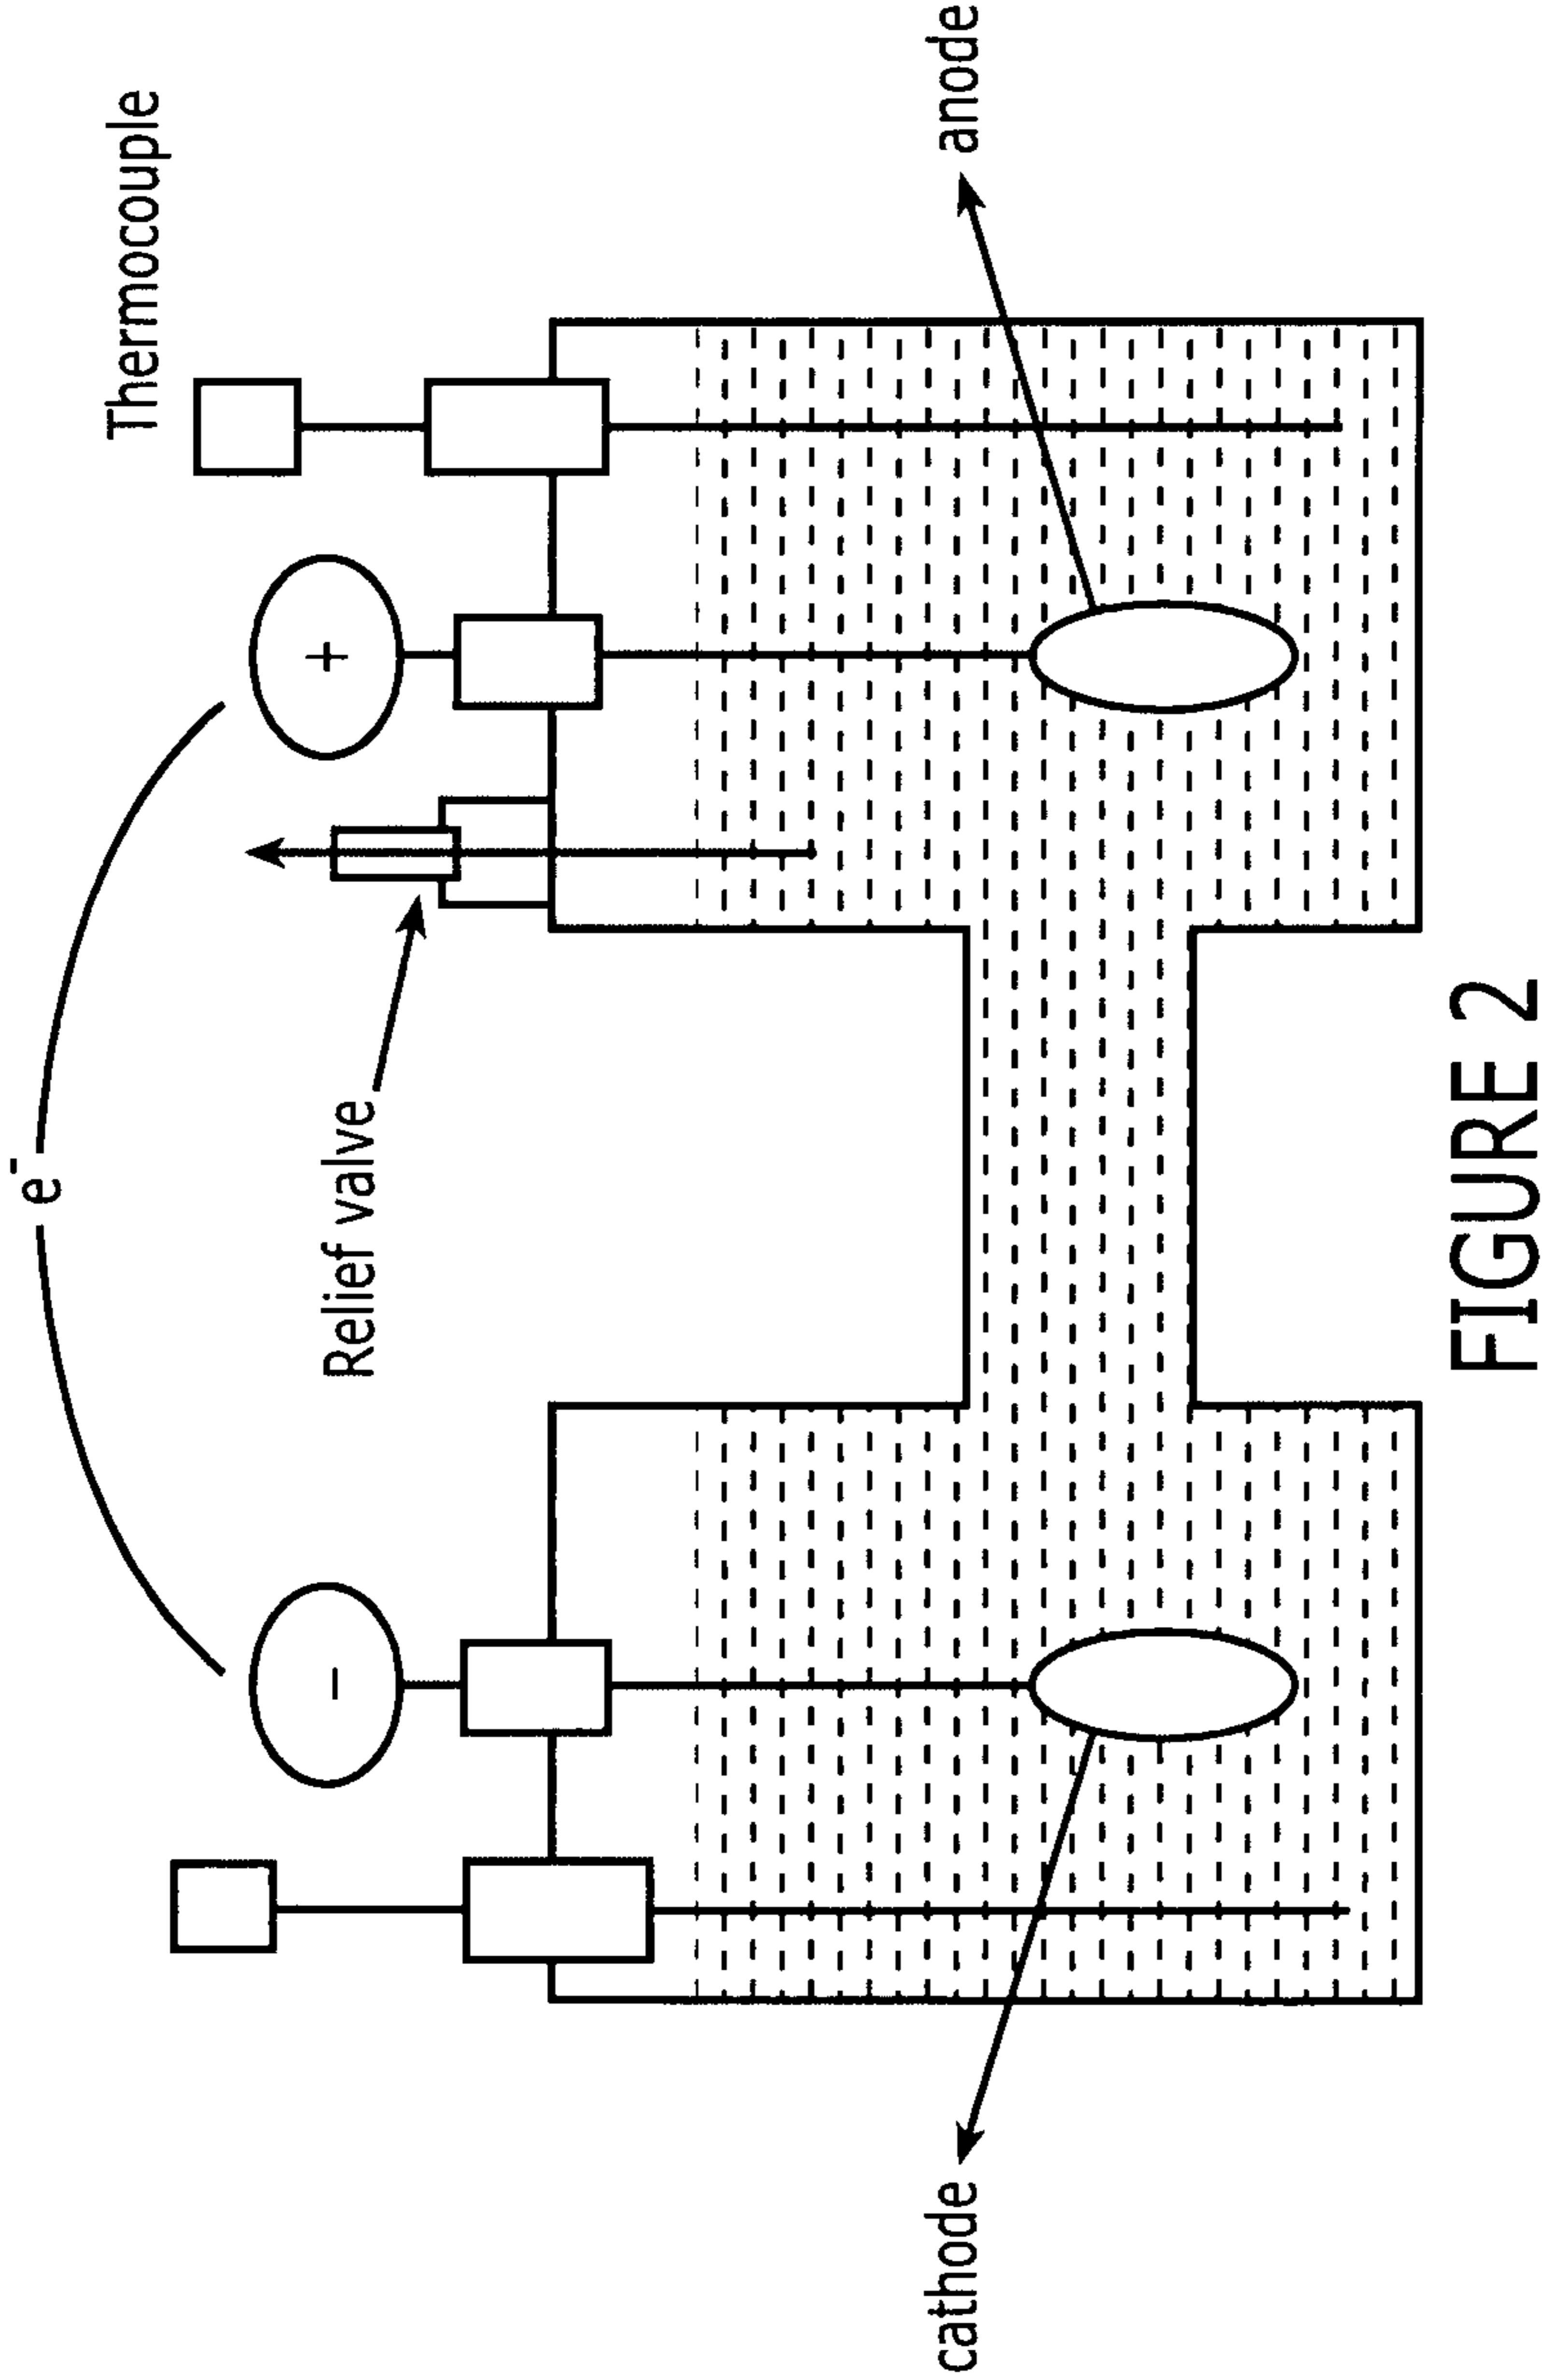 e⁻
Thermocouple
Relief valve
+
−
cathode
anode
FIGURE 2